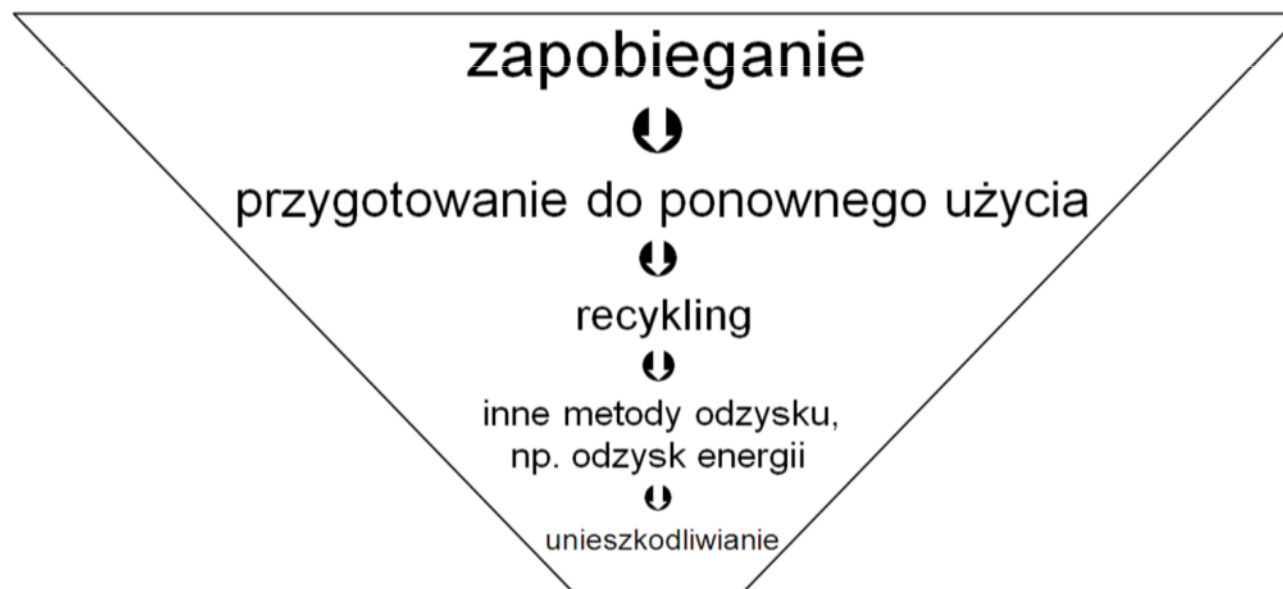 zapobieganie
przygotowanie do ponownego użycia
recykling
inne metody odzysku,
np. odzysk energii
unieszkodliwianie